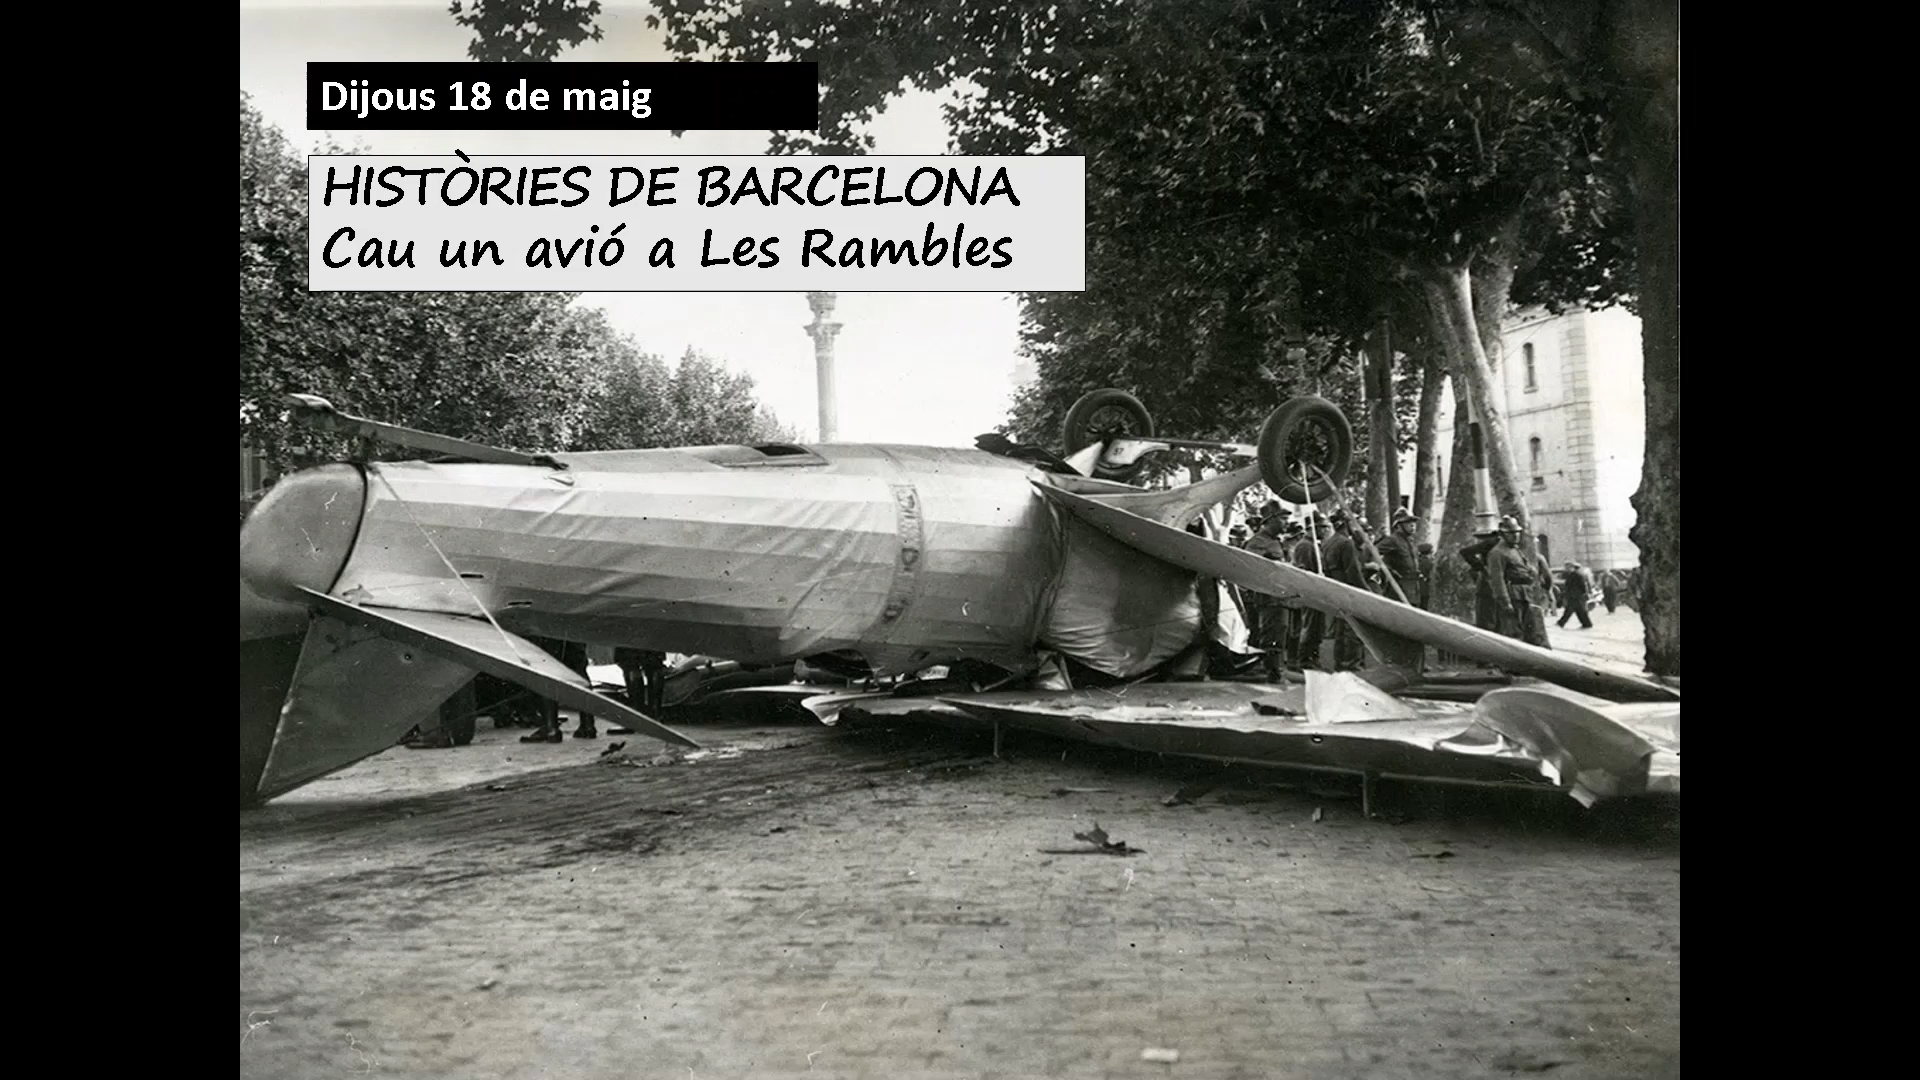 Dijous 18 de maig
HISTÒRIES DE BARCELONA
Cau un avió a Les Rambles